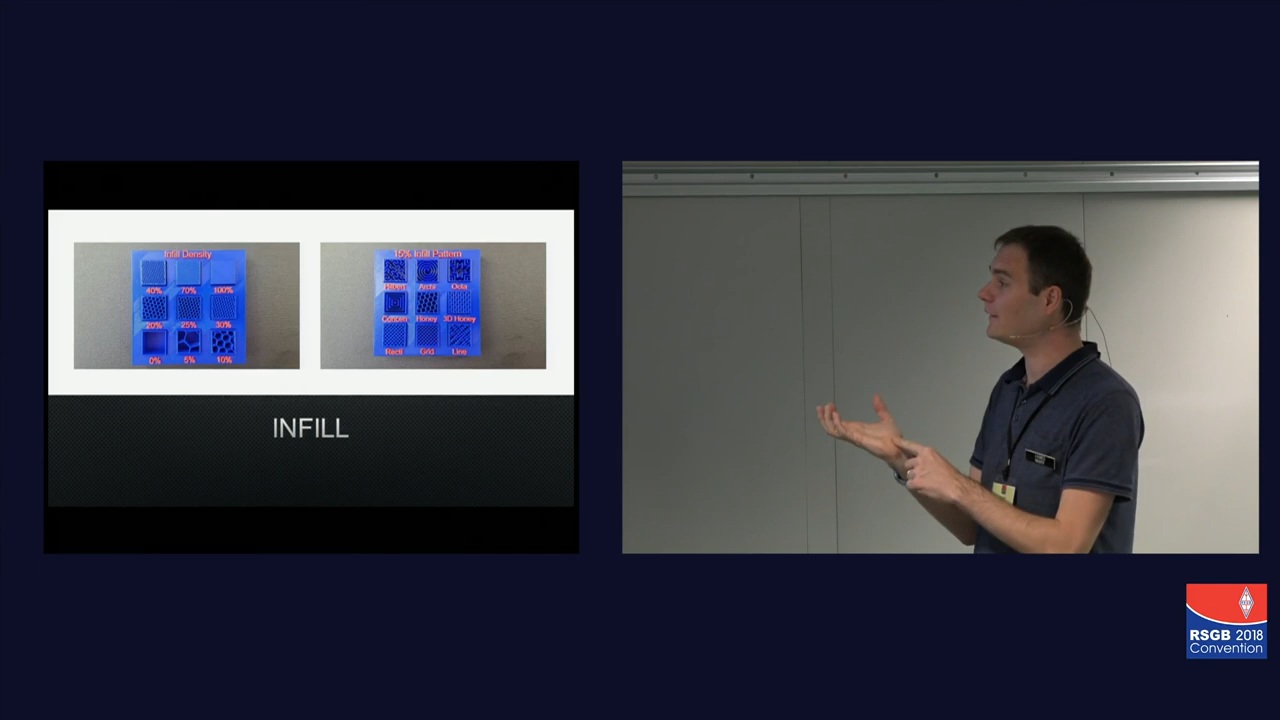 Infill Density
40% 70% 100%
20% 25% 30%
0% 5% 10%
15% Infill Pattern
Hilbert Archi Octa
Concen Honey 3D Honey
Recti Grid Line
INFILL
RSGB 2018
Convention